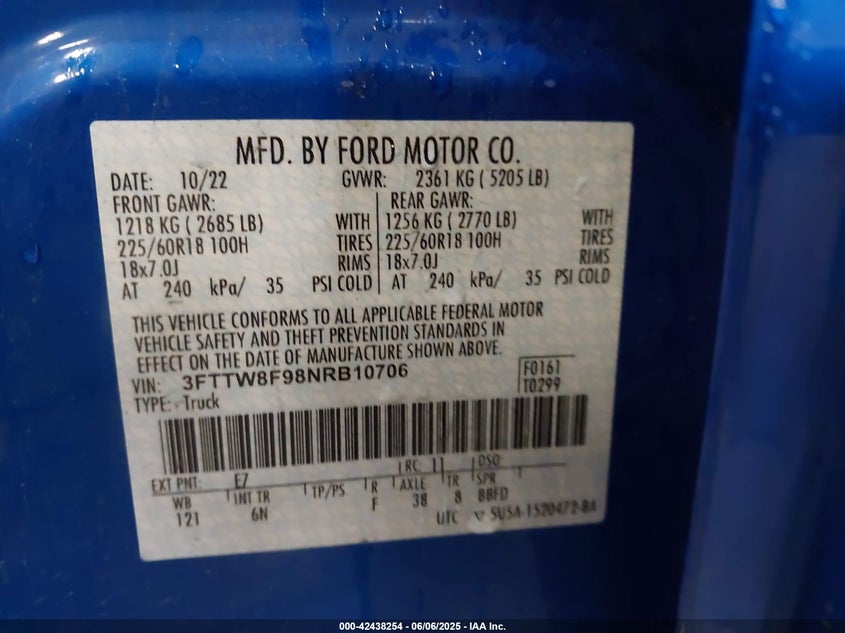 MFD. BY FORD MOTOR CO.
DATE: 10/22 GVWR: 2361 KG ( 5205 LB)
FRONT GAWR: REAR GAWR:
1218 KG ( 2685 LB) WITH 1256 KG ( 2770 LB) WITH
225/60R18 100H TIRES 225/60R18 100H TIRES
18x7.0J RIMS 18x7.0J RIMS
AT 240 kPa/ 35 PSI COLD AT 240 kPa/ 35 PSI COLD
THIS VEHICLE CONFORMS TO ALL APPLICABLE FEDERAL MOTOR
VEHICLE SAFETY AND THEFT PREVENTION STANDARDS IN
EFFECT ON THE DATE OF MANUFACTURE SHOWN ABOVE.
VIN: 3FTTW8F98NRB10706 F0161
TYPE: Truck T0299
EXT PNT: E7 RC: 11 DSO:
WB INT TR TP/PS R AXLE TR SPR
121 6N F 38 8 88FD
UTC 5USA-1520472-BA
000-42438254 - 06/06/2025 - IAA Inc.